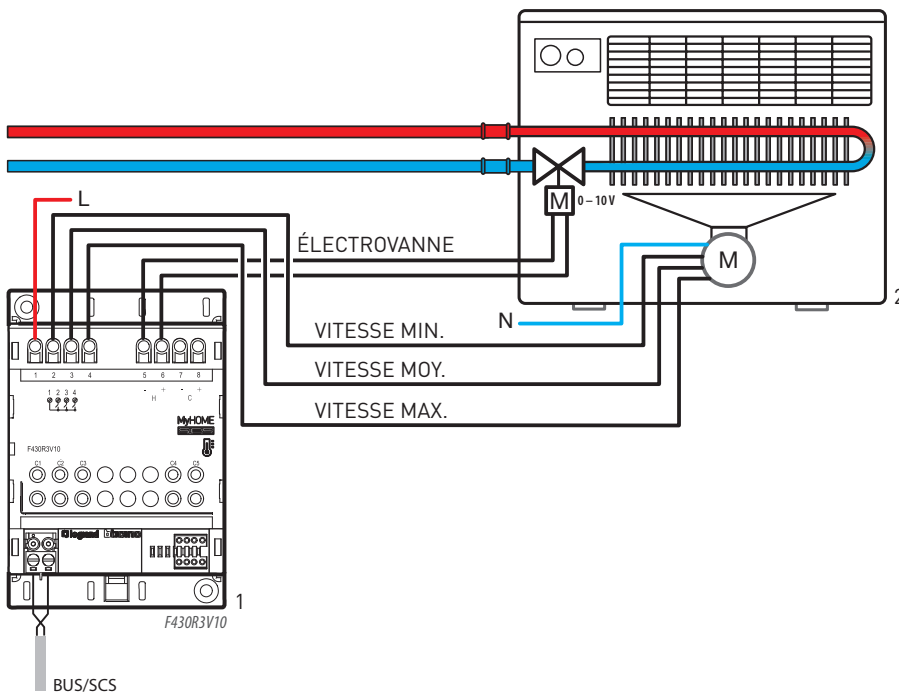 L
M
0 – 10 V
ÉLECTROVANNE
M
N
2
VITESSE MIN.
VITESSE MOY.
VITESSE MAX.
1 2 3 4 5 6 7 8
- + - +
H C
1 2 3 4
MyHOME
F430R3V10
C1 C2 C3 C4 C5
legrand bticino
1
F430R3V10
BUS/SCS